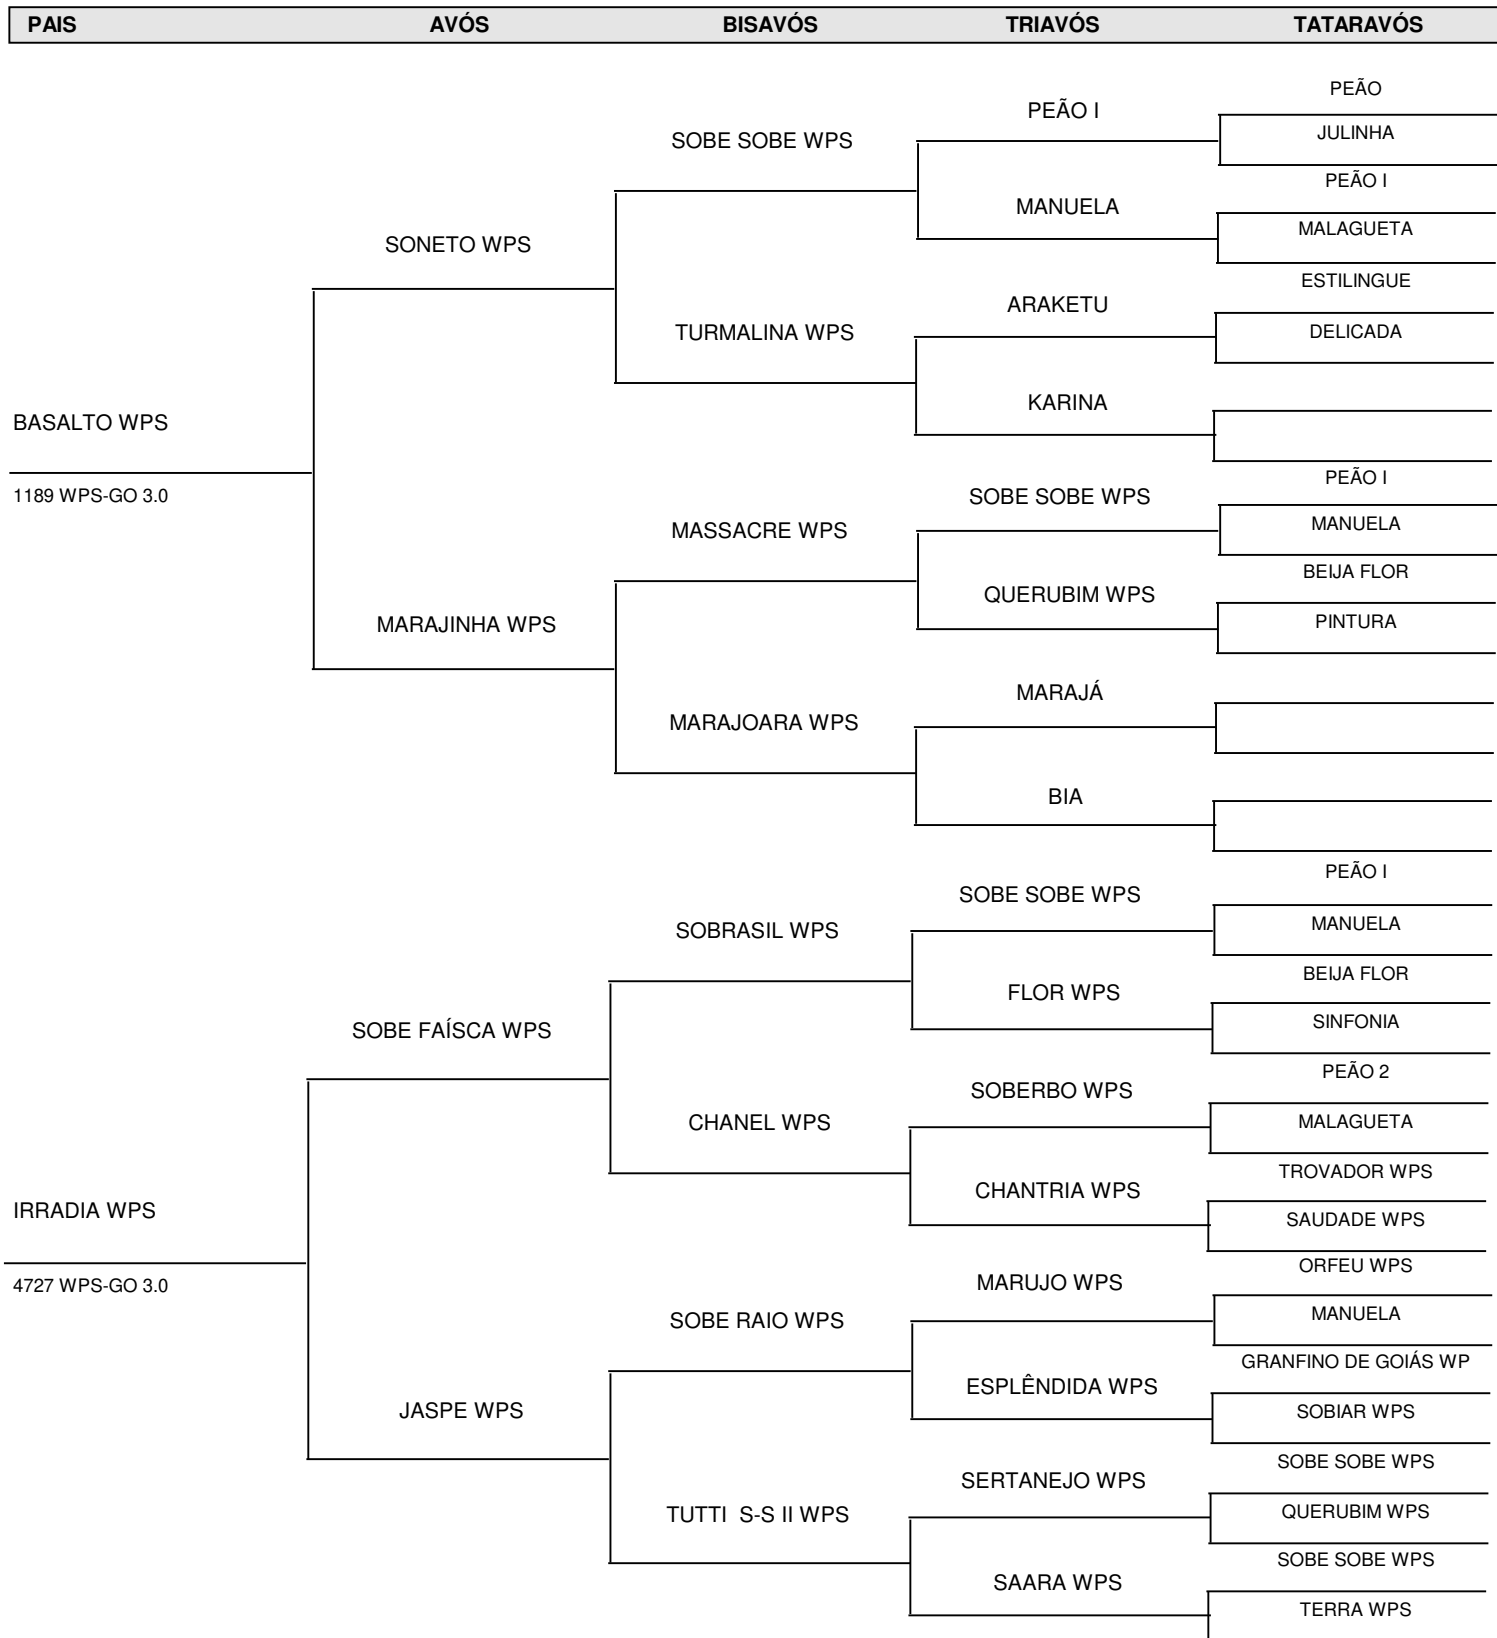 PAIS AVÓS BISAVÓS TRIAVÓS TATARAVÓS
PEÃO
PEÃO I
JULINHA
SOBE SOBE WPS
PEÃO I
MANUELA
MALAGUETA
SONETO WPS
ESTILINGUE
ARAKETU
DELICADA
TURMALINA WPS
KARINA
BASALTO WPS
PEÃO I
1189 WPS-GO 3.0
SOBE SOBE WPS
MANUELA
MASSACRE WPS
BEIJA FLOR
QUERUBIM WPS
PINTURA
MARAJINHA WPS
MARAJÁ
MARAJOARA WPS
BIA
PEÃO I
SOBE SOBE WPS
MANUELA
SOBRASIL WPS
BEIJA FLOR
FLOR WPS
SINFONIA
SOBE FAÍSCA WPS
PEÃO 2
SOBERBO WPS
MALAGUETA
CHANEL WPS
TROVADOR WPS
CHANTRIA WPS
IRRADIA WPS
SAUDADE WPS
ORFEU WPS
4727 WPS-GO 3.0
MARUJO WPS
MANUELA
SOBE RAIO WPS
GRANFINO DE GOIÁS WP
ESPLÊNDIDA WPS
JASPE WPS
SOBIAR WPS
SOBE SOBE WPS
SERTANEJO WPS
QUERUBIM WPS
TUTTI  S-S II WPS
SOBE SOBE WPS
SAARA WPS
TERRA WPS